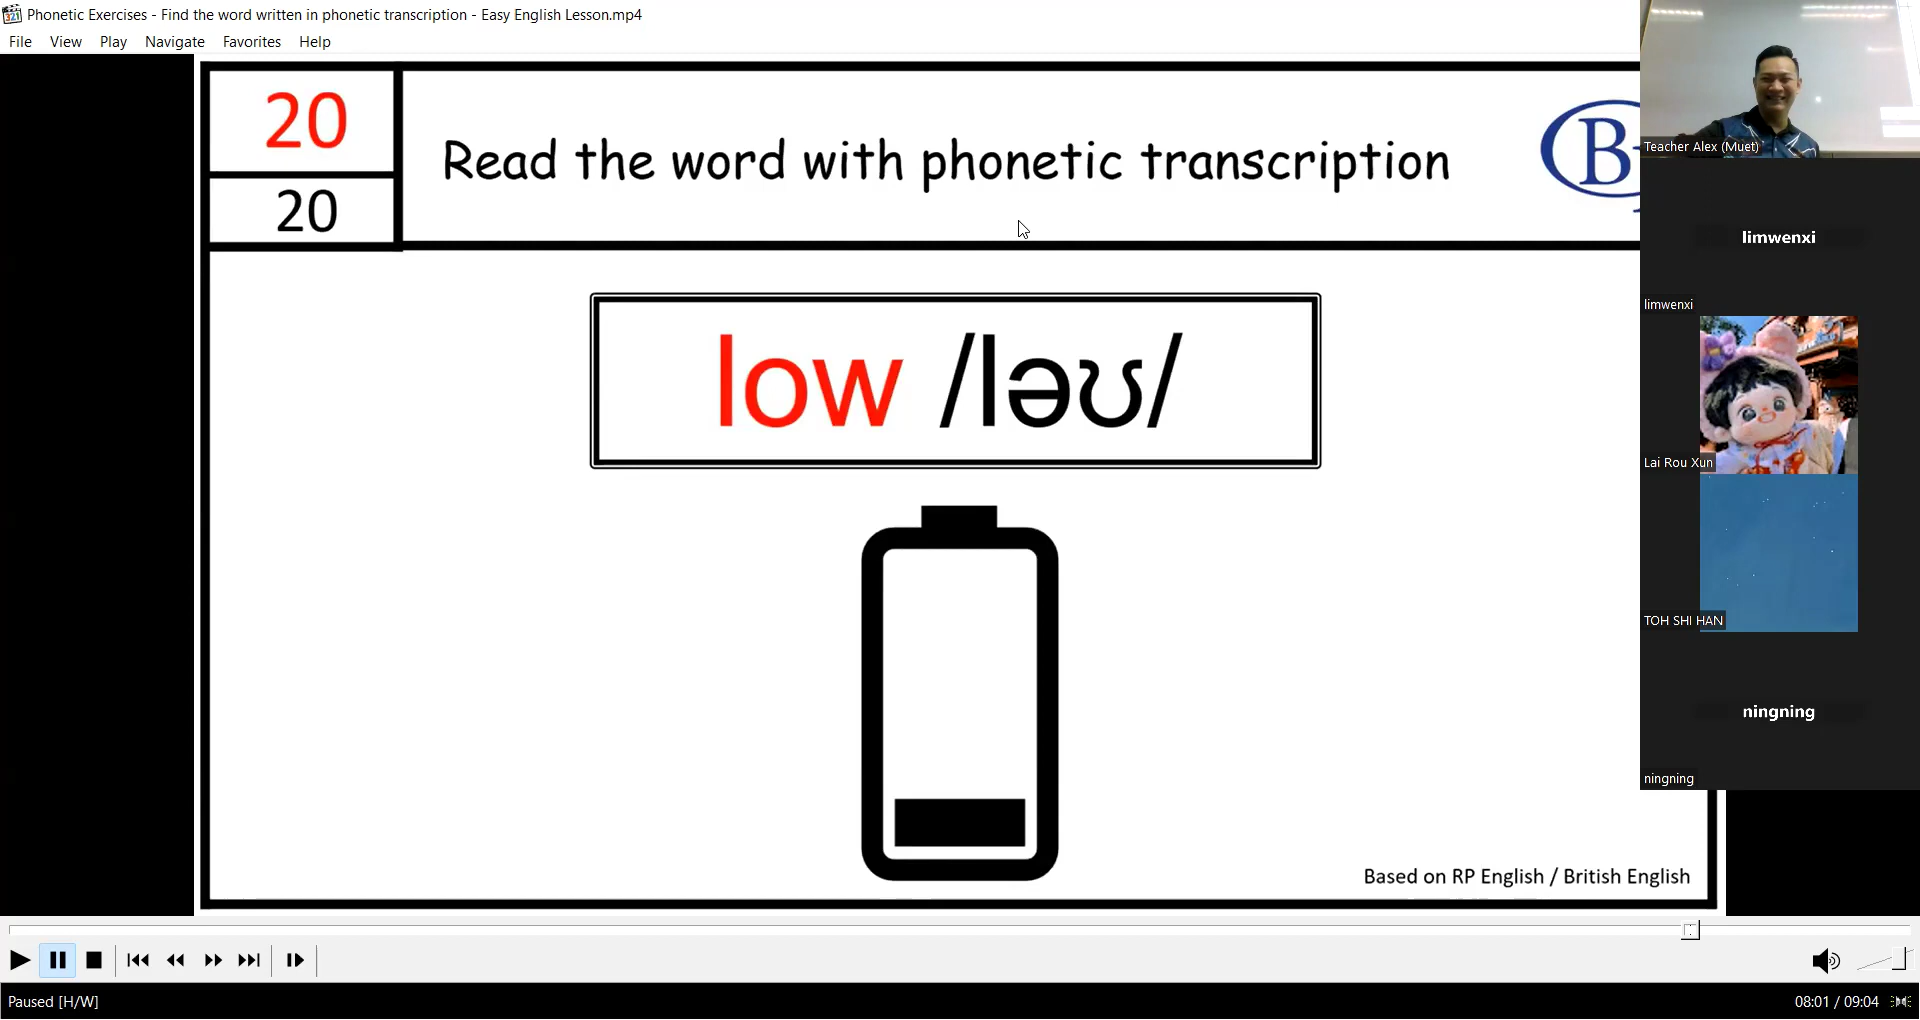 Phonetic Exercises - Find the word written in phonetic transcription - Easy English Lesson.mp4
File View Play Navigate Favorites Help
20
20
Read the word with phonetic transcription
B
low /ləʊ/
Based on RP English / British English
Teacher Alex (Muet)
limwenxi
limwenxi
Lai Rou Xun
TOH SHI HAN
ningning
ningning
Paused [H/W]
08:01 / 09:04